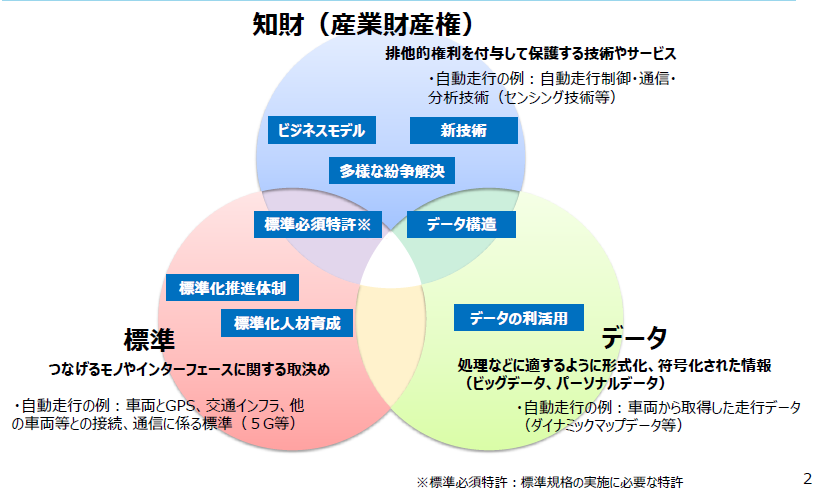 知財（産業財産権）
排他的権利を付与して保護する技術やサービス
・自動走行の例：自動走行制御・通信・
分析技術（センシング技術等）
ビジネスモデル
新技術
多様な紛争解決
標準必須特許※
データ構造
標準化推進体制
標準化人材育成
データの利活用
標準
つなげるモノやインターフェースに関する取決め
・自動走行の例：車両とGPS、交通インフラ、他
の車両等との接続、通信に係る標準（５G等）
データ
処理などに適するように形式化、符号化された情報
（ビッグデータ、パーソナルデータ）
・自動走行の例：車両から取得した走行データ
（ダイナミックマップデータ等）
※標準必須特許：標準規格の実施に必要な特許
2